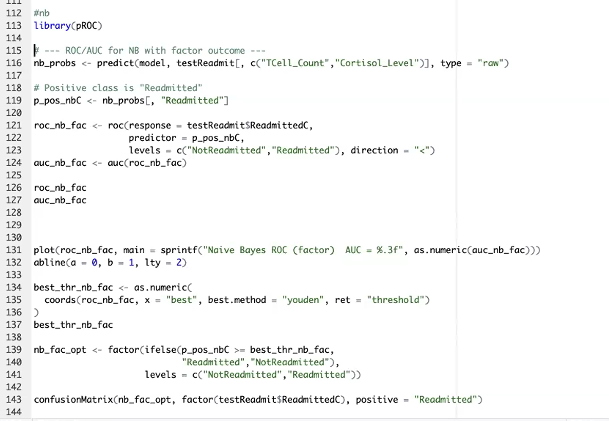 111
112 #nb
113 library(pROC)
114
115 # --- ROC/AUC for NB with factor outcome ---
116 nb_probs <- predict(model, testReadmit[, c("TCell_Count","Cortisol_Level")], type = "raw")
117
118 # Positive class is "Readmitted"
119 p_pos_nbC <- nb_probs[, "Readmitted"]
120
121 roc_nb_fac <- roc(response = testReadmit$ReadmittedC,
122                predictor = p_pos_nbC,
123                levels = c("NotReadmitted","Readmitted"), direction = "<")
124 auc_nb_fac <- auc(roc_nb_fac)
125
126 roc_nb_fac
127 auc_nb_fac
128
129
130
131 plot(roc_nb_fac, main = sprintf("Naive Bayes ROC (factor)  AUC = %.3f", as.numeric(auc_nb_fac)))
132 abline(a = 0, b = 1, lty = 2)
133
134 best_thr_nb_fac <- as.numeric(
135   coords(roc_nb_fac, x = "best", best.method = "youden", ret = "threshold")
136 )
137 best_thr_nb_fac
138
139 nb_fac_opt <- factor(ifelse(p_pos_nbC >= best_thr_nb_fac,
140                         "Readmitted","NotReadmitted"),
141                  levels = c("NotReadmitted","Readmitted"))
142
143 confusionMatrix(nb_fac_opt, factor(testReadmit$ReadmittedC), positive = "Readmitted")
144